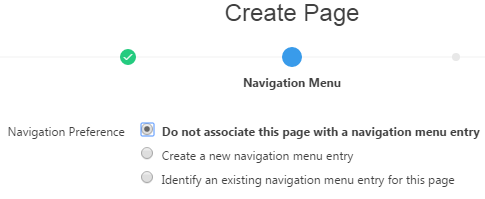 Create Page
Navigation Menu
Navigation Preference
Do not associate this page with a navigation menu entry
Create a new navigation menu entry
Identify an existing navigation menu entry for this page